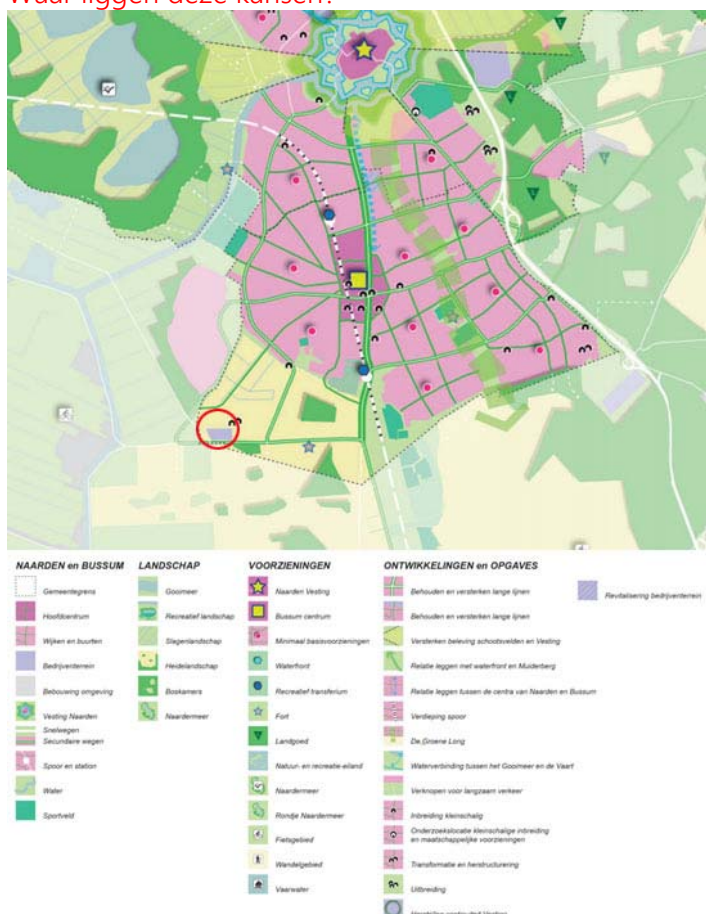 Waar liggen deze kansen?
NAARDEN en BUSSUM
Gemeentegrens
Hoofdcentrum
Wijken en buurten
Bedrijventerrein
Bebouwing omgeving
Vesting Naarden
Snelwegen
Secundaire wegen
Spoor en station
Water
Sportveld
LANDSCHAP
Gooimeer
Recreatief landschap
Slagenlandschap
Heidelandschap
Boskamers
Naardermeer
VOORZIENINGEN
Naarden Vesting
Bussum centrum
Minimaal basisvoorzieningen
Waterfront
Recreatief transferium
Fort
Landgoed
Natuur- en recreatie-eiland
Naardermeer
Rondje Naardermeer
Fietsgebied
Wandelgebied
Vaarwater
ONTWIKKELINGEN en OPGAVES
Behouden en versterken lange lijnen
Behouden en versterken lange lijnen
Versterken beleving schootsvelden en Vesting
Relatie leggen met waterfront en Muiderberg
Relatie leggen tussen de centra van Naarden en Bussum
Verdieping spoor
De Groene Long
Waterverbinding tussen het Gooimeer en de Vaart
Verknopen voor langzaam verkeer
Inbreiding kleinschalig
Onderzoekslocatie kleinschalige inbreiding
en maatschappelijke voorzieningen
Transformatie en herstructurering
Uitbreiding
Revitalisering bedrijventerrein